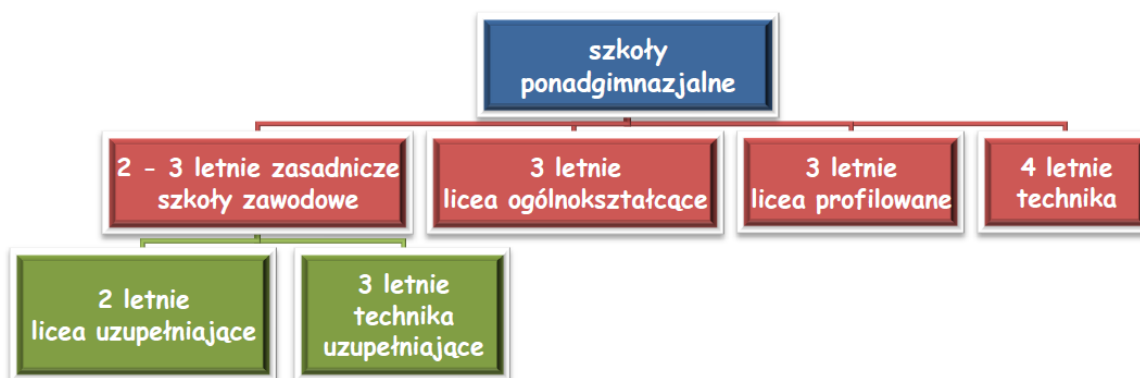 szkoły
ponadgimnazjalne
2 - 3 letnie zasadnicze
szkoły zawodowe
3 letnie
licea ogólnokształcące
3 letnie
licea profilowane
4 letnie
technika
2 letnie
licea uzupełniające
3 letnie
technika
uzupełniające